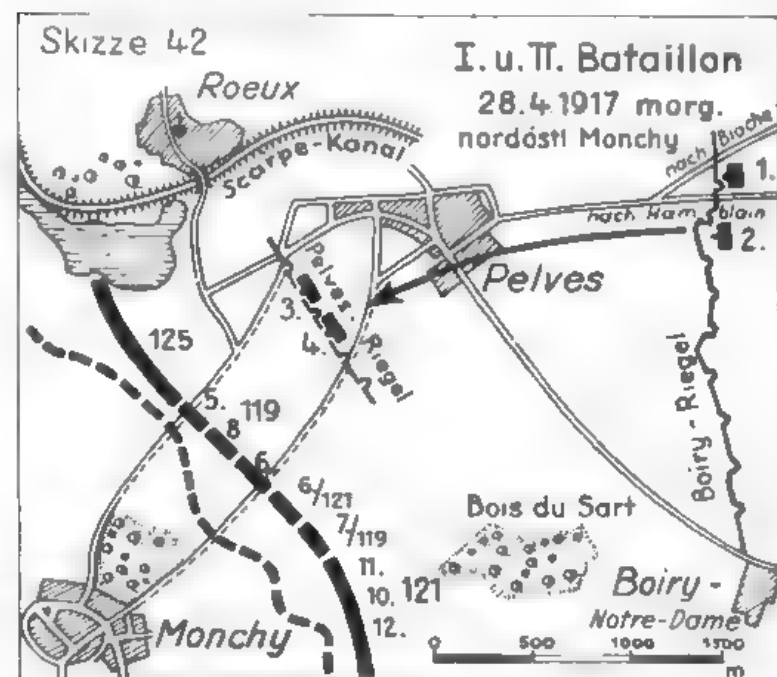 Skizze 42
I. u. II. Bataillon
28.4.1917 morg.
nordöstl Monchy
Roeux
Scarpe-Kanal
nach Biache
1.
nach Ham blain
2.
Pelves
Pelves-Riegel
3.
4.
125
5.
119
8
6.
6/121
7/119
11.
10.
121
12.
Boiry-Riegel
Bois du Sart
Boiry-
Notre-Dame
Monchy
0 500 1000 1500
m